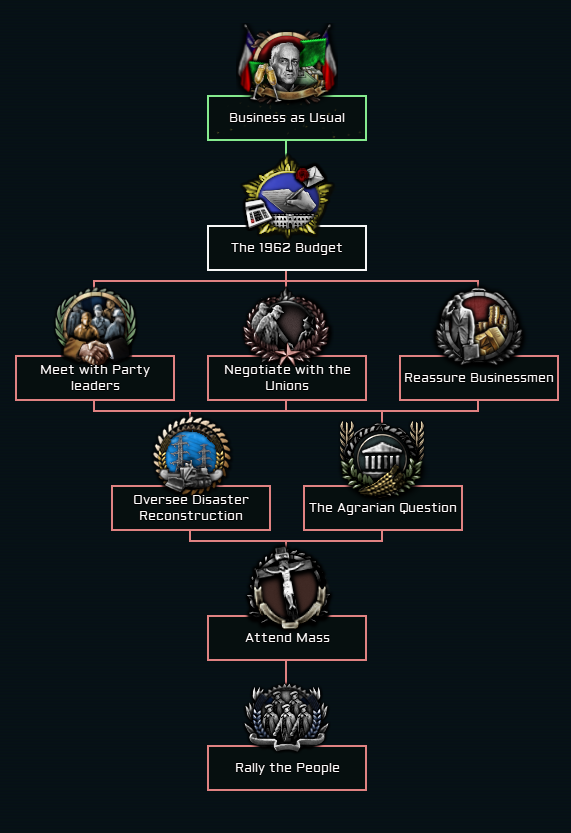 Business as Usual
The 1962 Budget
Meet with Party
leaders
Negotiate with the
Unions
Reassure Businessmen
Oversee Disaster
Reconstruction
The Agrarian Question
Attend Mass
Rally the People